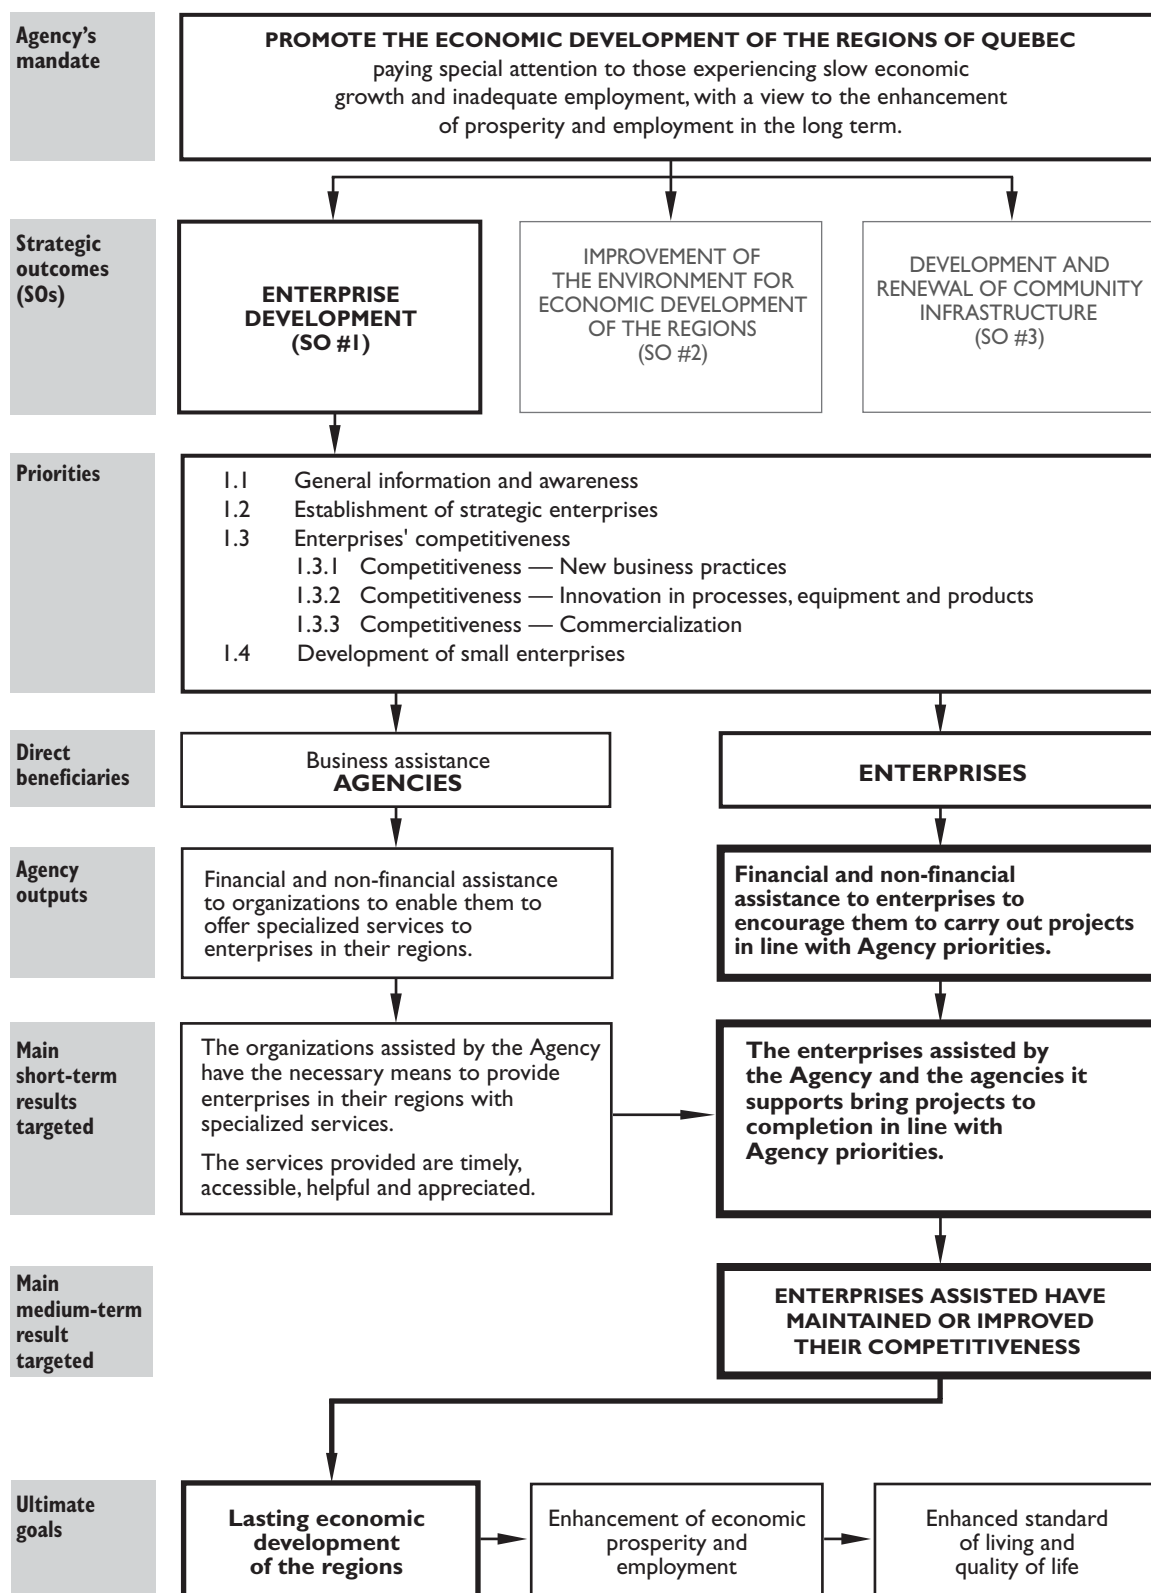 Agency's
mandate
PROMOTE THE ECONOMIC DEVELOPMENT OF THE REGIONS OF QUEBEC
paying special attention to those experiencing slow economic
growth and inadequate employment, with a view to the enhancement
of prosperity and employment in the long term.
Strategic
outcomes
(SOs)
ENTERPRISE
DEVELOPMENT
(SO #1)
IMPROVEMENT OF
THE ENVIRONMENT FOR
ECONOMIC DEVELOPMENT
OF THE REGIONS
(SO #2)
DEVELOPMENT AND
RENEWAL OF COMMUNITY
INFRASTRUCTURE
(SO #3)
Priorities
1.1 General information and awareness
1.2 Establishment of strategic enterprises
1.3 Enterprises' competitiveness
1.3.1 Competitiveness — New business practices
1.3.2 Competitiveness — Innovation in processes, equipment and products
1.3.3 Competitiveness — Commercialization
1.4 Development of small enterprises
Direct
beneficiaries
Business assistance
AGENCIES
ENTERPRISES
Agency
outputs
Financial and non-financial assistance
to organizations to enable them to
offer specialized services to
enterprises in their regions.
Financial and non-financial
assistance to enterprises to
encourage them to carry out projects
in line with Agency priorities.
Main
short-term
results
targeted
The organizations assisted by the Agency
have the necessary means to provide
enterprises in their regions with
specialized services.
The services provided are timely,
accessible, helpful and appreciated.
The enterprises assisted by
the Agency and the agencies it
supports bring projects to
completion in line with
Agency priorities.
Main
medium-term
result
targeted
ENTERPRISES ASSISTED HAVE
MAINTAINED OR IMPROVED
THEIR COMPETITIVENESS
Ultimate
goals
Lasting economic
development
of the regions
Enhancement of economic
prosperity and
employment
Enhanced standard
of living and
quality of life